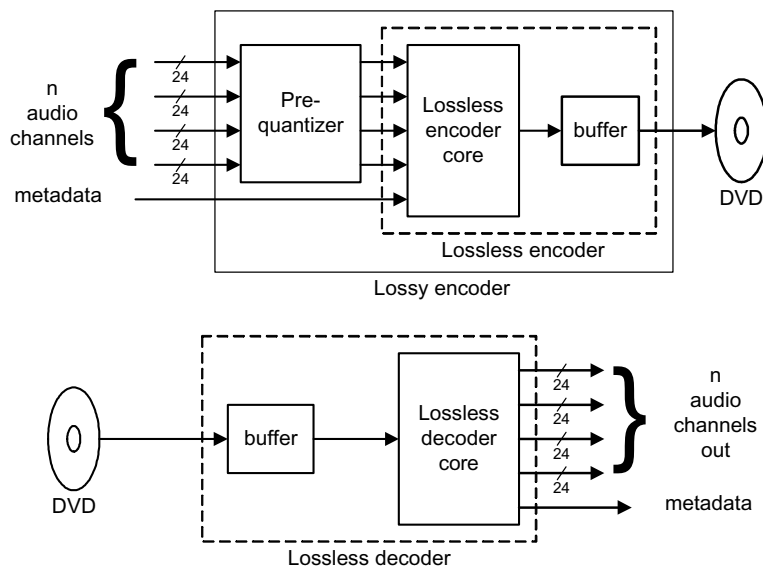 n
audio
channels
{
24
24
24
24
metadata
Pre-
quantizer
Lossless
encoder
core
buffer
DVD
Lossless encoder
Lossy encoder
DVD
buffer
Lossless
decoder
core
24
24
24
24
}
n
audio
channels
out
metadata
Lossless decoder